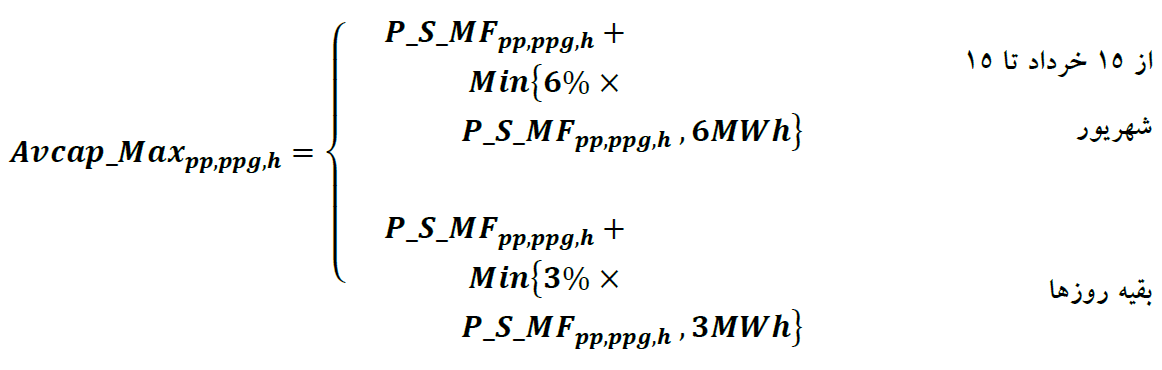 P_S_MF_{pp,ppg,h} +
از ۱۵ خرداد تا ۱۵
Min{6% ×
P_S_MF_{pp,ppg,h} , 6MWh}
شهریور
Avcap_Max_{pp,ppg,h} =
P_S_MF_{pp,ppg,h} +
Min{3% ×
بقیه روزها
P_S_MF_{pp,ppg,h} , 3MWh}